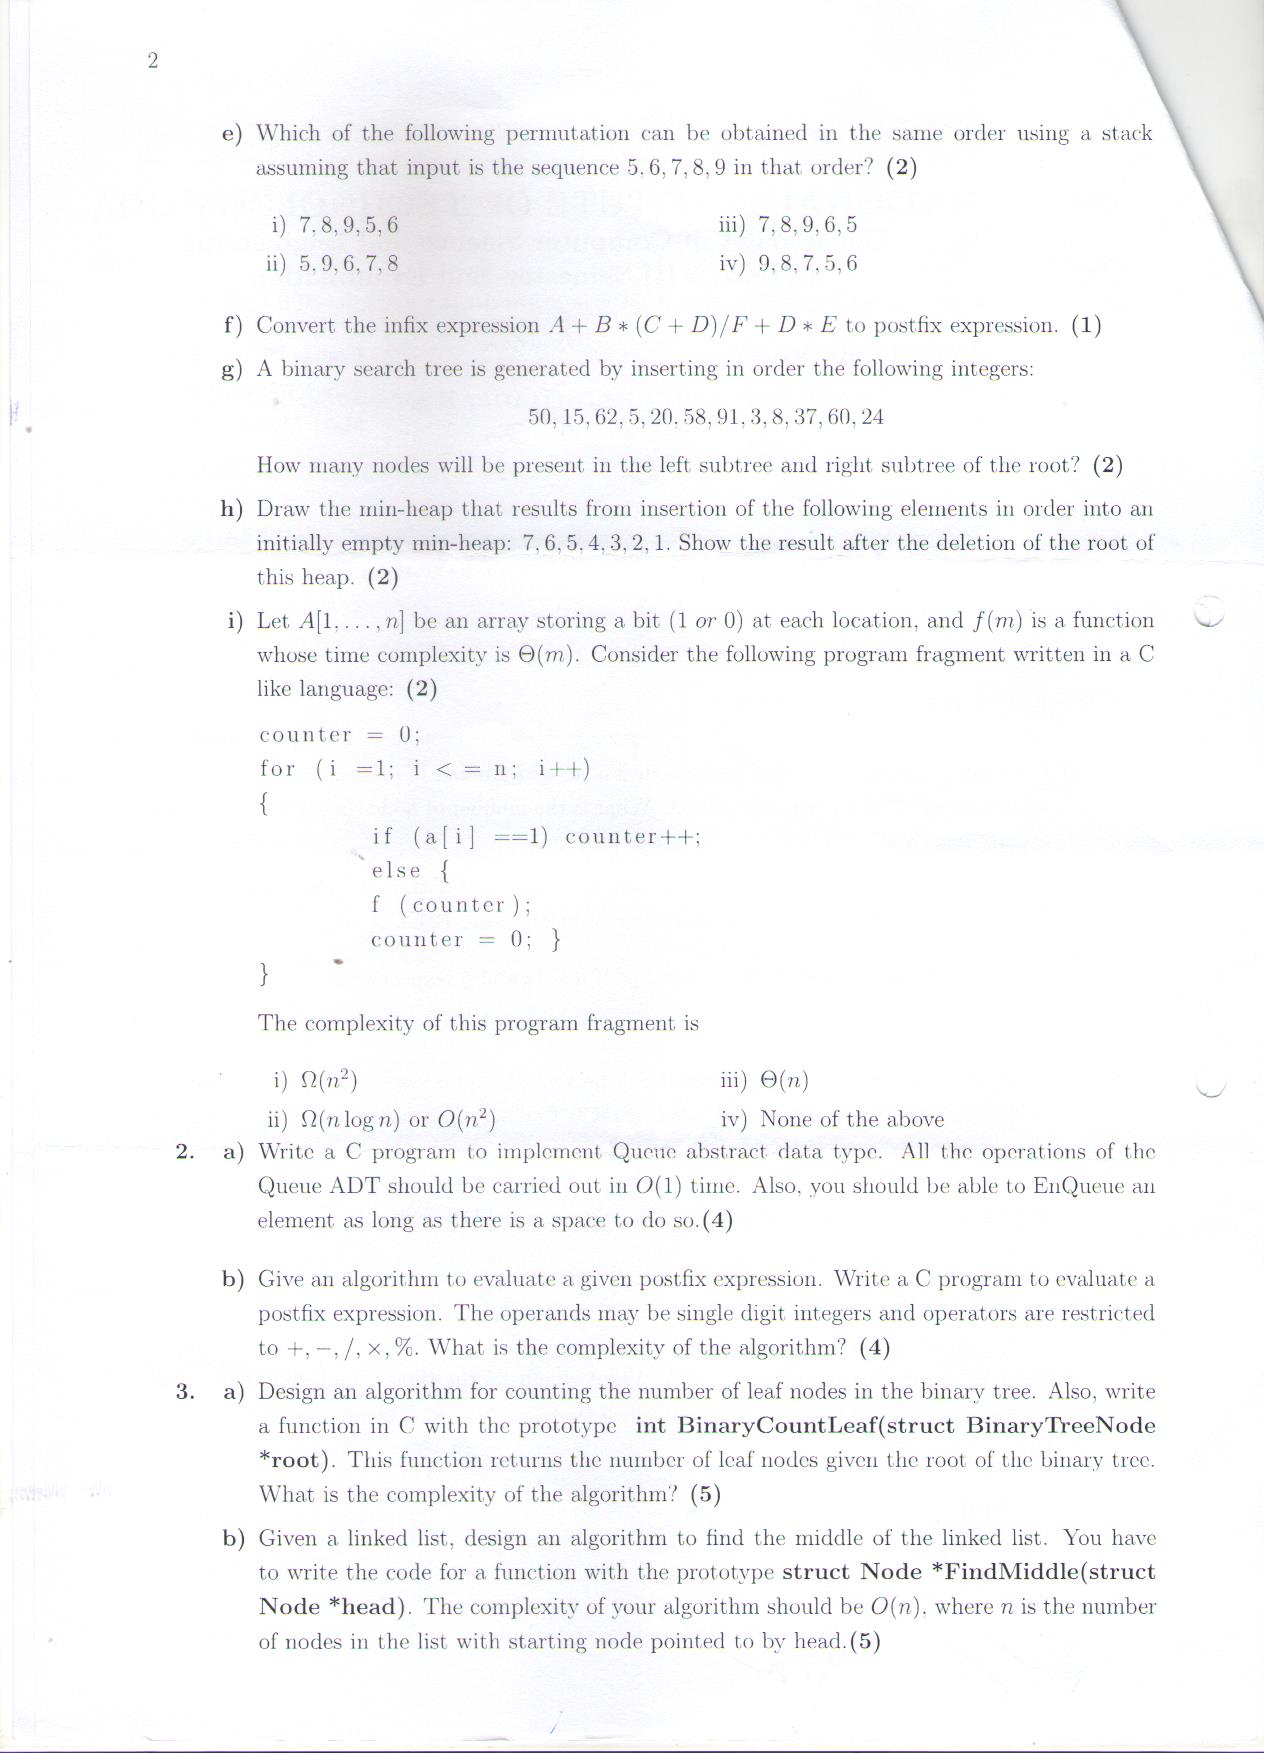 2
e) Which of the following permutation can be obtained in the same order using a stack
assuming that input is the sequence 5, 6, 7, 8, 9 in that order? (2)
i) 7, 8, 9, 5, 6
iii) 7, 8, 9, 6, 5
ii) 5, 9, 6, 7, 8
iv) 9, 8, 7, 5, 6
f) Convert the infix expression A + B ∗ (C + D)/F + D ∗ E to postfix expression. (1)
g) A binary search tree is generated by inserting in order the following integers:
50, 15, 62, 5, 20, 58, 91, 3, 8, 37, 60, 24
How many nodes will be present in the left subtree and right subtree of the root? (2)
h) Draw the min-heap that results from insertion of the following elements in order into an
initially empty min-heap: 7, 6, 5, 4, 3, 2, 1. Show the result after the deletion of the root of
this heap. (2)
i) Let A[1, . . . , n] be an array storing a bit (1 or 0) at each location, and f(m) is a function
whose time complexity is Θ(m). Consider the following program fragment written in a C
like language: (2)
counter = 0;
for (i =1; i < = n; i++)
{
if (a[i] ==1) counter++;
else {
f (counter);
counter = 0; }
}
The complexity of this program fragment is
i) Ω(n²)
iii) Θ(n)
ii) Ω(n log n) or O(n²)
iv) None of the above
2. a) Write a C program to implement Queue abstract data type. All the operations of the
Queue ADT should be carried out in O(1) time. Also, you should be able to EnQueue an
element as long as there is a space to do so.(4)
b) Give an algorithm to evaluate a given postfix expression. Write a C program to evaluate a
postfix expression. The operands may be single digit integers and operators are restricted
to +, −, /, ×, %. What is the complexity of the algorithm? (4)
3. a) Design an algorithm for counting the number of leaf nodes in the binary tree. Also, write
a function in C with the prototype int BinaryCountLeaf(struct BinaryTreeNode
*root). This function returns the number of leaf nodes given the root of the binary tree.
What is the complexity of the algorithm? (5)
b) Given a linked list, design an algorithm to find the middle of the linked list. You have
to write the code for a function with the prototype struct Node *FindMiddle(struct
Node *head). The complexity of your algorithm should be O(n), where n is the number
of nodes in the list with starting node pointed to by head.(5)